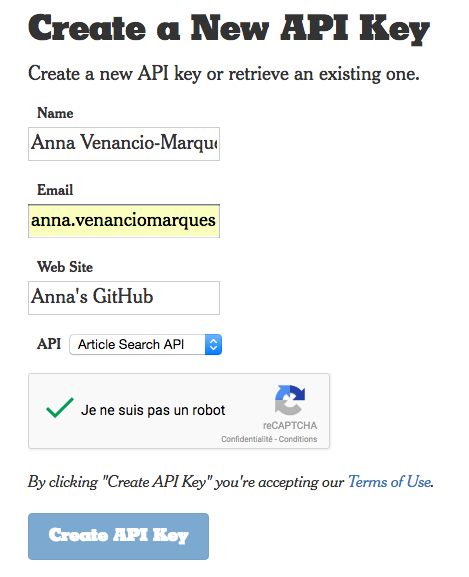 Create a New API Key
Create a new API key or retrieve an existing one.
Name
Anna Venancio-Marqu
Email
anna.venanciomarques
Web Site
Anna's GitHub
API Article Search API
Je ne suis pas un robot
reCAPTCHA
Confidentialité - Conditions
By clicking "Create API Key" you're accepting our Terms of Use.
Create API Key